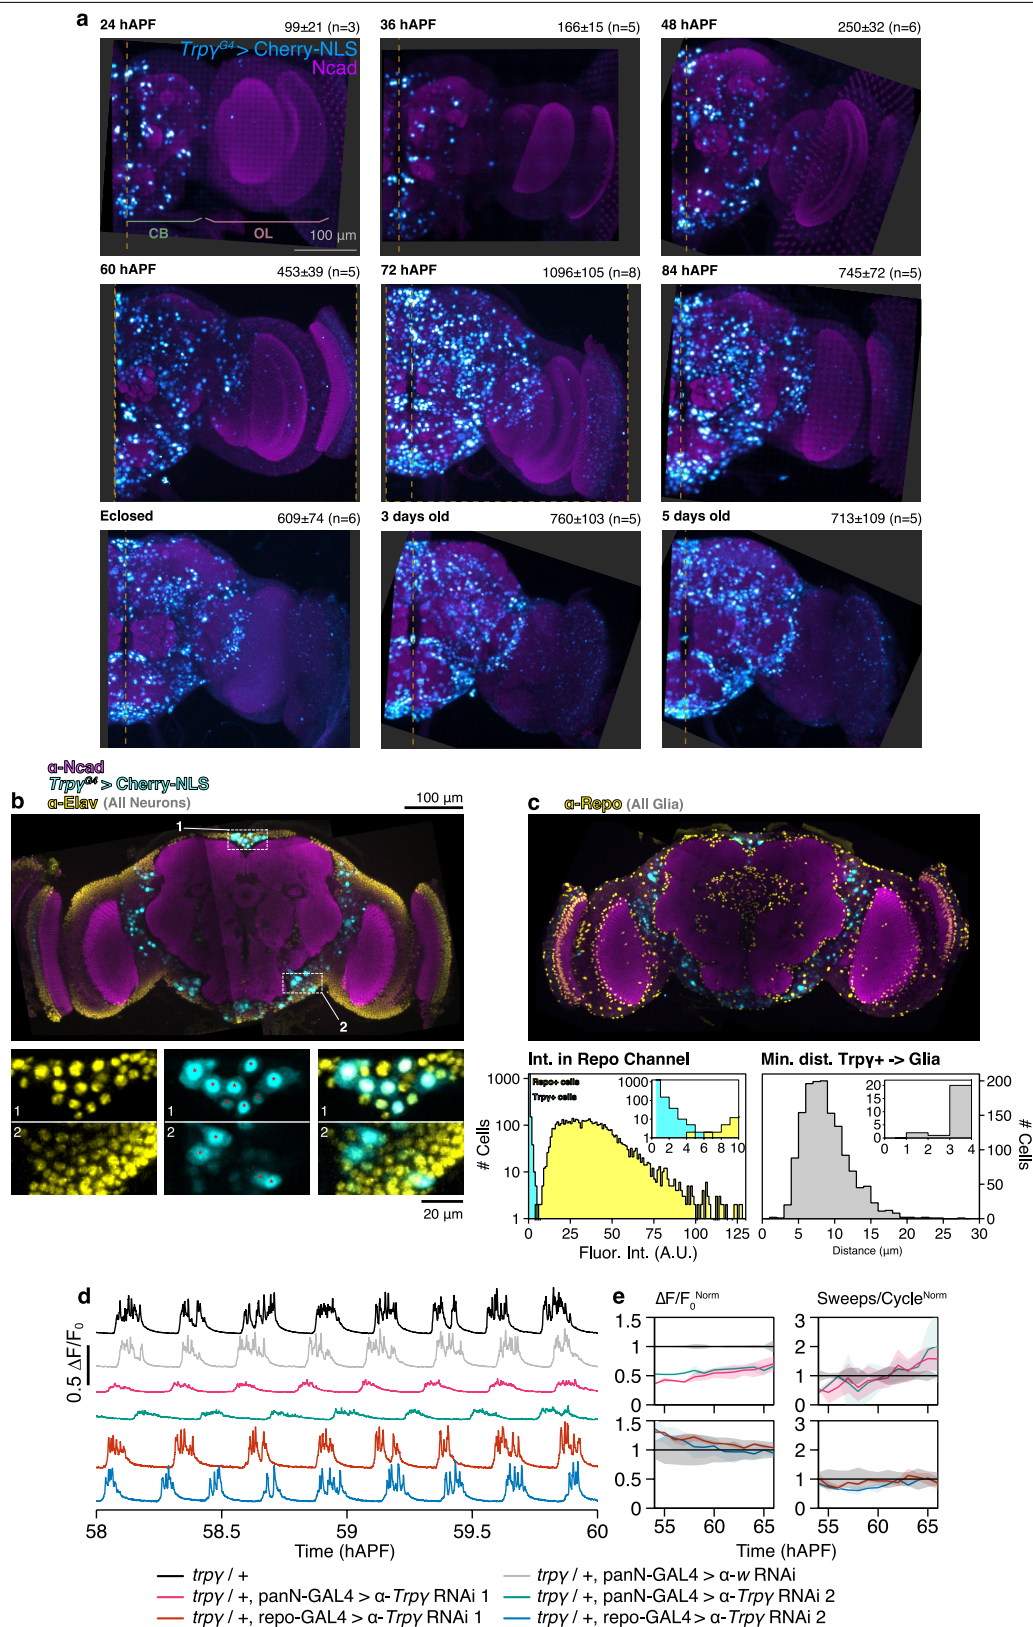 a
24 hAPF 99±21 (n=3)
36 hAPF 166±15 (n=5)
48 hAPF 250±32 (n=6)
TrpγG4 > Cherry-NLS
Ncad
CB OL
100 μm
60 hAPF 453±39 (n=5)
72 hAPF 1096±105 (n=8)
84 hAPF 745±72 (n=5)
Eclosed 609±74 (n=6)
3 days old 760±103 (n=5)
5 days old 713±109 (n=5)
α-Ncad
TrpγG4 > Cherry-NLS
b α-Elav (All Neurons) 100 μm
1
2
1 1 1
2 2 2
20 μm
c α-Repo (All Glia)
Int. in Repo Channel
Repo+ cells
Trpγ+ cells
# Cells
1000
100
10
1
1000
100
10
1
0 2 4 6 8 10
0 25 50 75 100 125
Fluor. Int. (A.U.)
Min. dist. Trpγ+ -> Glia
20
15
10
5
0
0 1 2 3 4
200
150
100
50
0
# Cells
0 5 10 15 20 25 30
Distance (μm)
d
0.5 ΔF/F0
58 58.5 59 59.5 60
Time (hAPF)
e
ΔF/F0Norm
1.5
1
0.5
0
1.5
1
0.5
0
55 60 65
Sweeps/CycleNorm
3
2
1
0
3
2
1
0
55 60 65
Time (hAPF)
trpγ / +
trpγ / +, panN-GAL4 > α-w RNAi
trpγ / +, panN-GAL4 > α-Trpγ RNAi 1
trpγ / +, panN-GAL4 > α-Trpγ RNAi 2
trpγ / +, repo-GAL4 > α-Trpγ RNAi 1
trpγ / +, repo-GAL4 > α-Trpγ RNAi 2